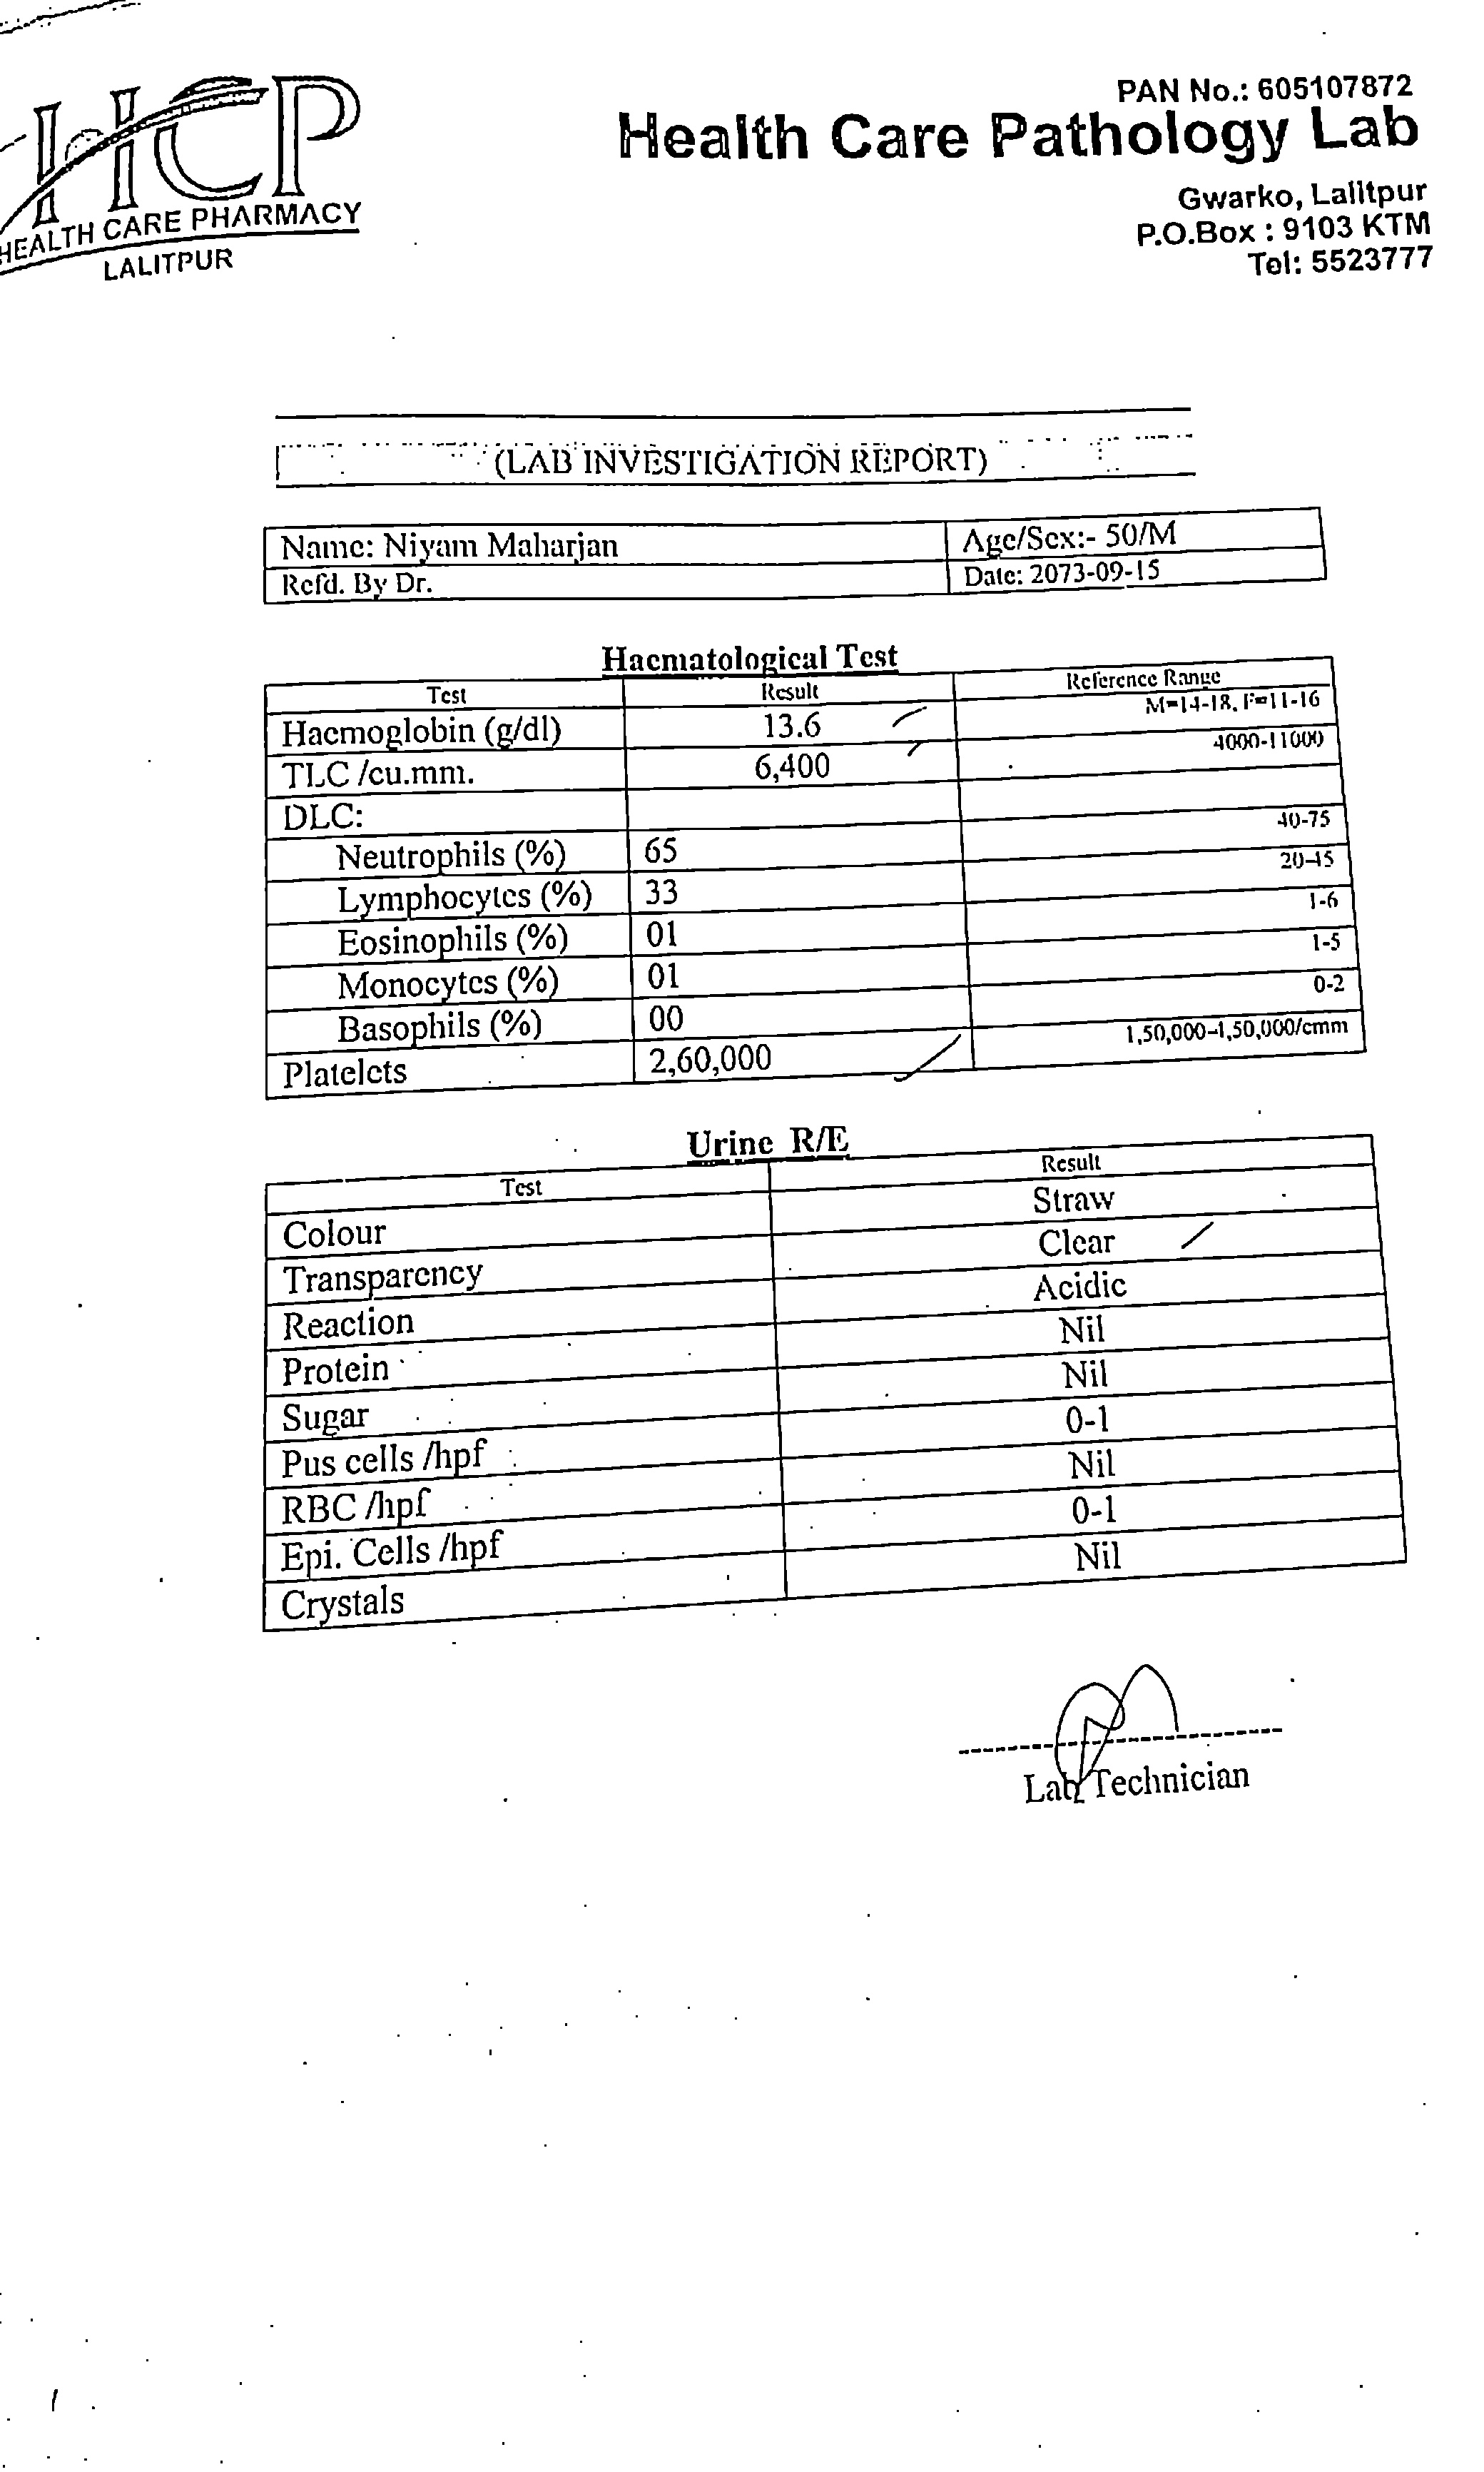 PAN No.: 605107872
HCP
Health Care Pathology Lab
HEALTH CARE PHARMACY
LALITPUR
Gwarko, Lalitpur
P.O.Box : 9103 KTM
Tel: 5523777
(LAB INVESTIGATION REPORT)
Name: Niyam Maharjan Age/Sex:- 50/M
Refd. By Dr. Date: 2073-09-15
Haematological Test
Test Result Reference Range
Haemoglobin (g/dl) 13.6 M=14-18, F=11-16
TLC /cu.mm. 6,400 4000-11000
DLC:
Neutrophils (%) 65 40-75
Lymphocytes (%) 33 20-45
Eosinophils (%) 01 1-6
Monocytes (%) 01 1-5
Basophils (%) 00 0-2
Platelets 2,60,000 1,50,000-4,50,000/cmm
Urine R/E
Test Result
Colour Straw
Transparency Clear
Reaction Acidic
Protein Nil
Sugar Nil
Pus cells /hpf 0-1
RBC /hpf Nil
Epi. Cells /hpf 0-1
Crystals Nil
Lab Technician